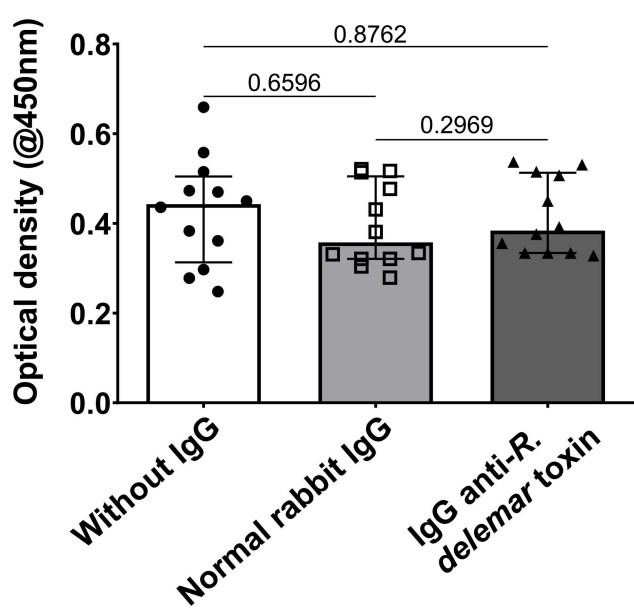 0.8762
0.6596
0.2969
Optical density (@450nm)
0.8
0.6
0.4
0.2
0.0
Without IgG
Normal rabbit IgG
IgG anti-R.
delemar toxin